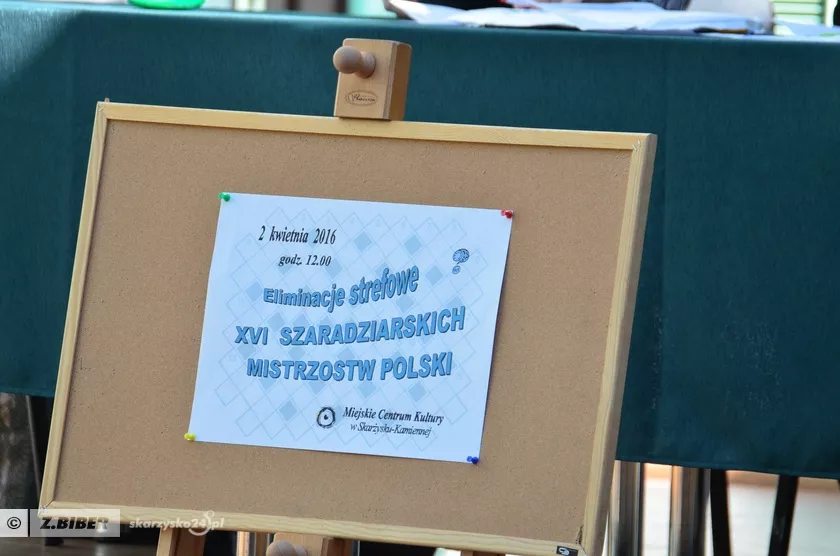 2 kwietnia 2016
godz. 12.00
Eliminacje strefowe
XVI SZARADZIARSKICH
MISTRZOSTW POLSKI
Miejskie Centrum Kultury
w Skarżysku-Kamiennej
© Z.BIBER skarzysko24.pl